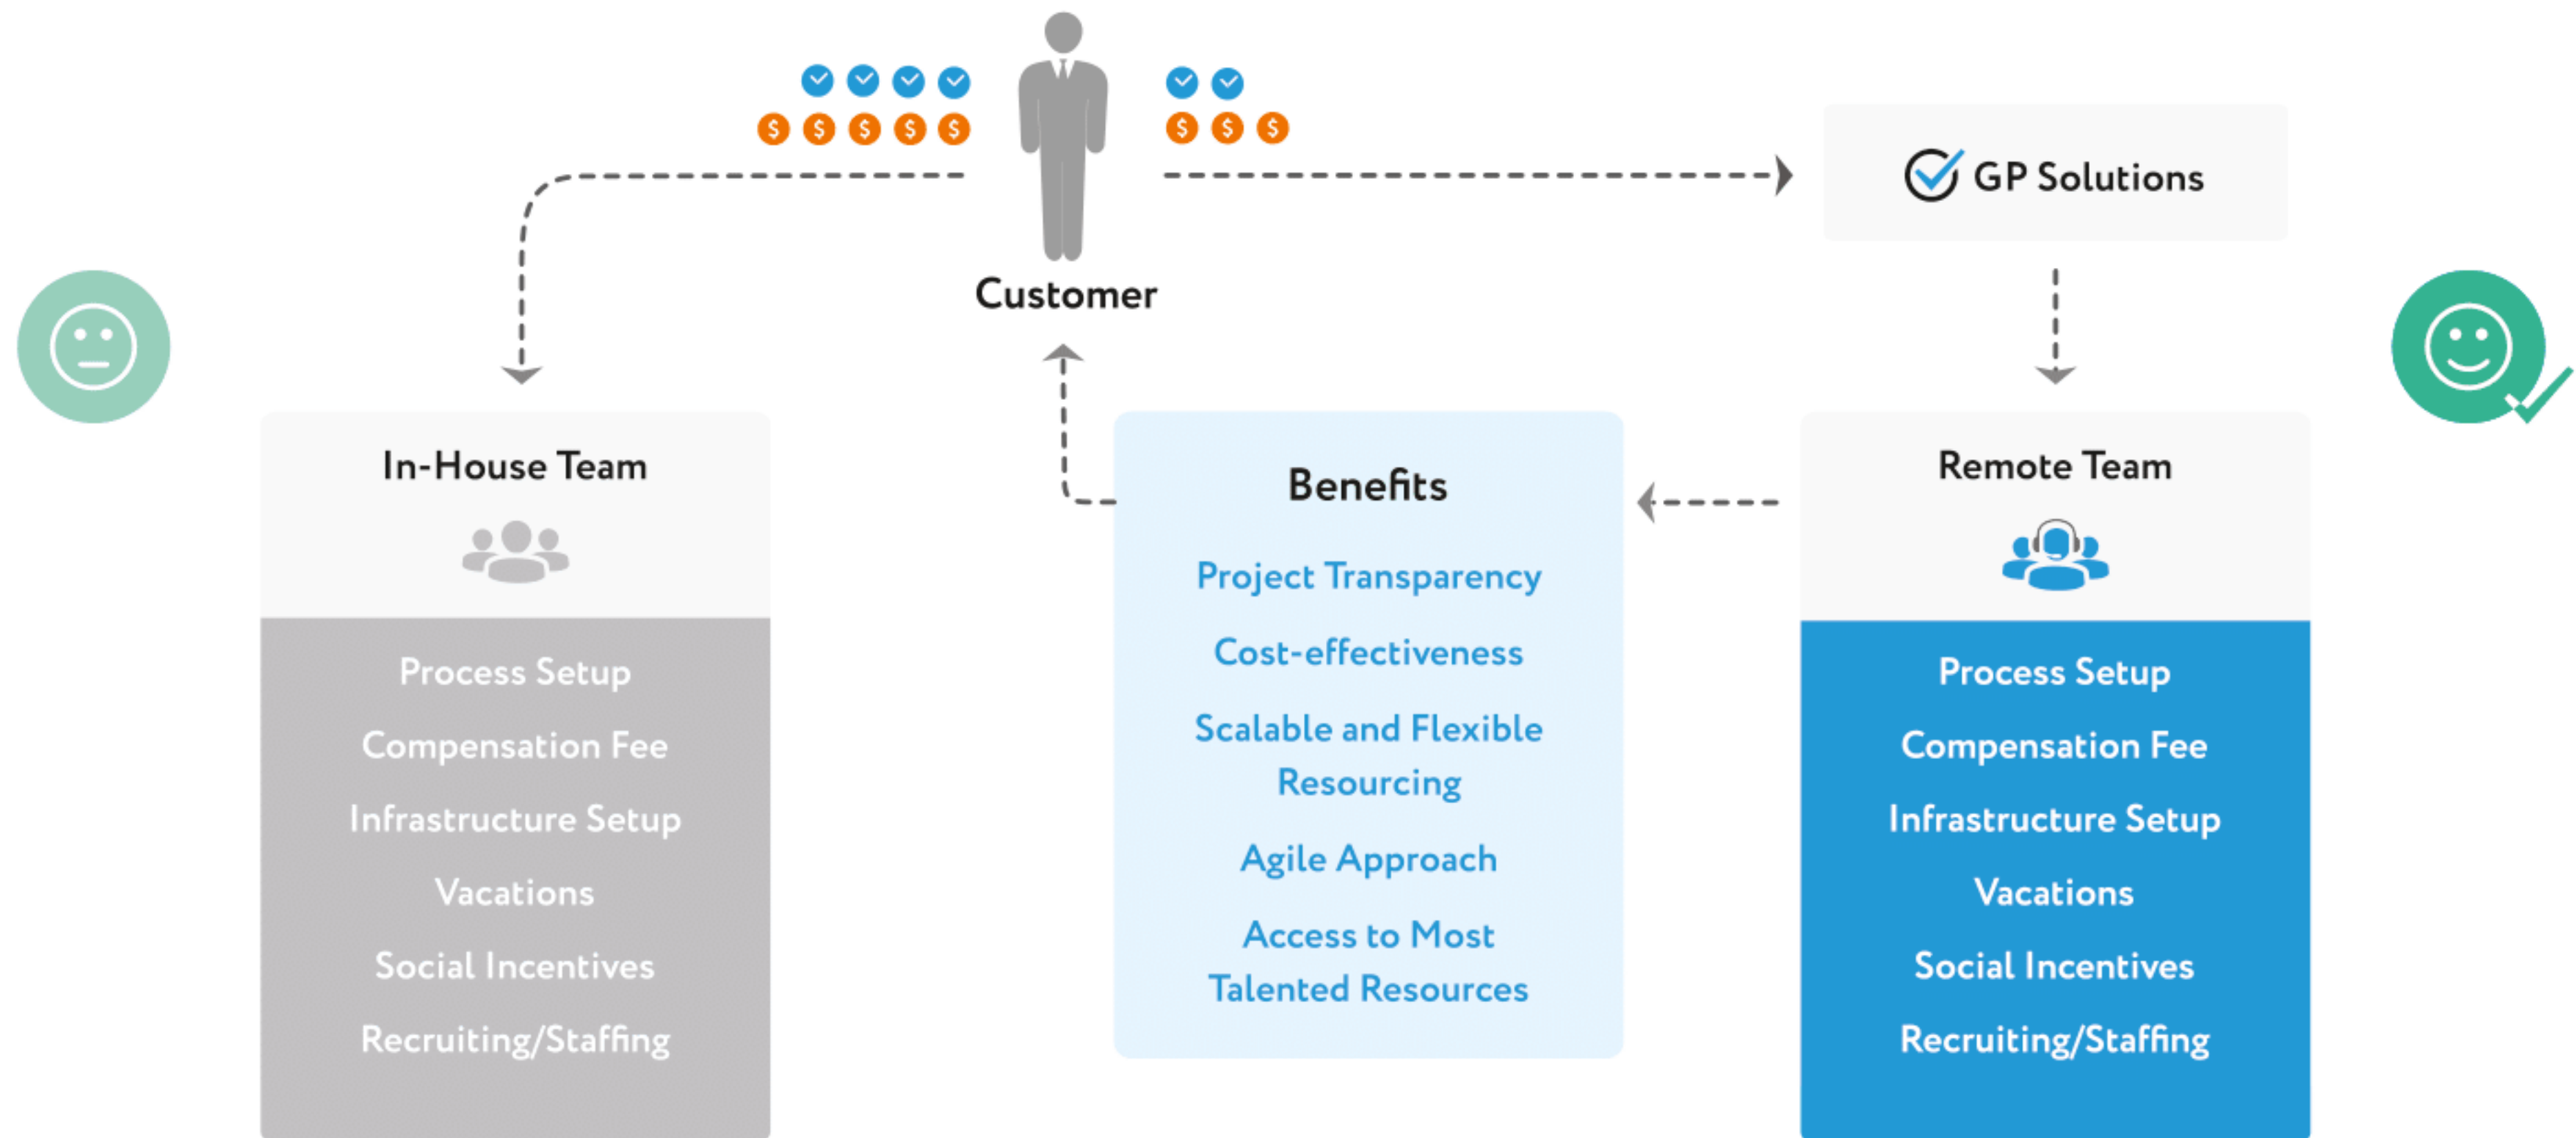 $ $ $ $ $
$ $ $
GP Solutions
Customer
In-House Team
Process Setup
Compensation Fee
Infrastructure Setup
Vacations
Social Incentives
Recruiting/Staffing
Benefits
Project Transparency
Cost-effectiveness
Scalable and Flexible
Resourcing
Agile Approach
Access to Most
Talented Resources
Remote Team
Process Setup
Compensation Fee
Infrastructure Setup
Vacations
Social Incentives
Recruiting/Staffing